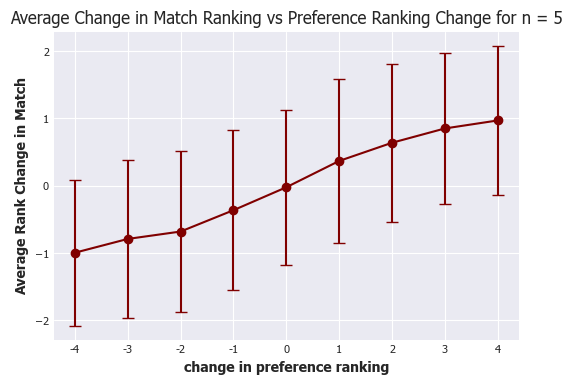 Average Change in Match Ranking vs Preference Ranking Change for n = 5
Average Rank Change in Match
2
1
0
−1
−2
-4 -3 -2 -1 0 1 2 3 4
change in preference ranking